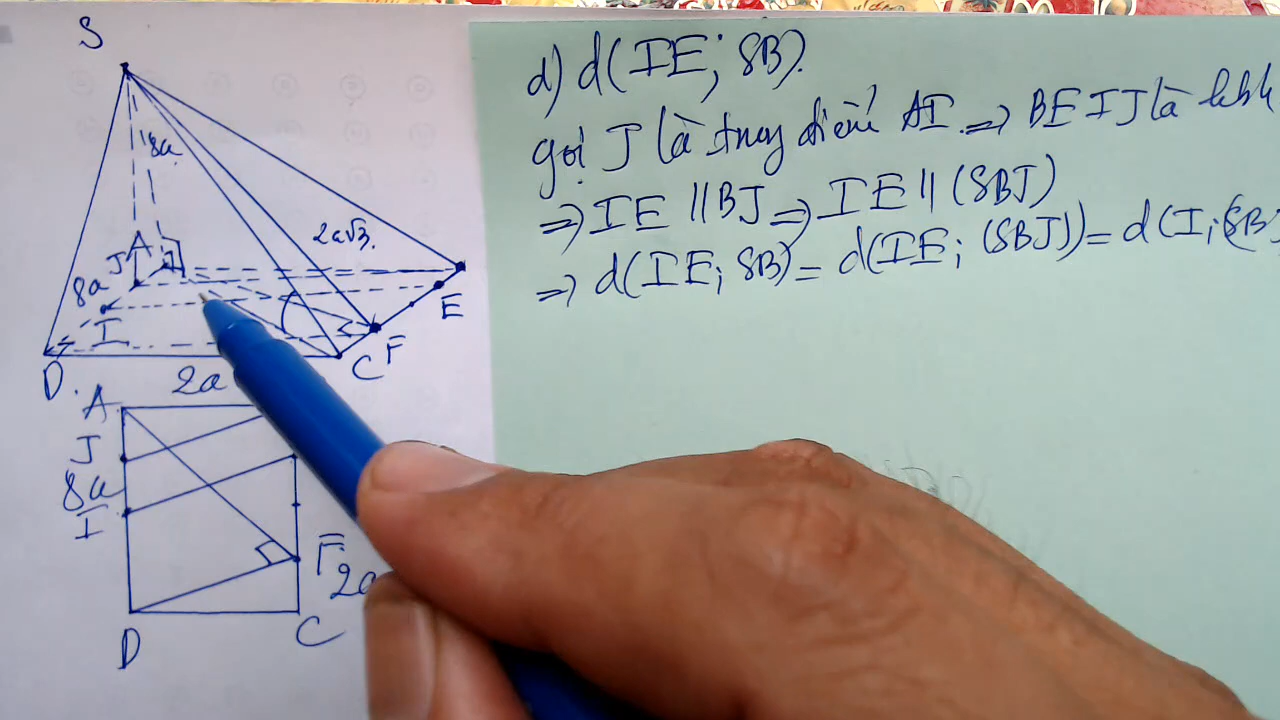 S
8a
2a√3
A
J
8a
I
E
F
C
D
2a
A
J
8a
I
F
2a
D
C
d) d(IE; SB).
gọi J là trung điểm AI ⇒ BEIJ là hbh
⇒ IE // BJ ⇒ IE // (SBJ)
⇒ d(IE; SB) = d(IE; (SBJ)) = d(I; (SB